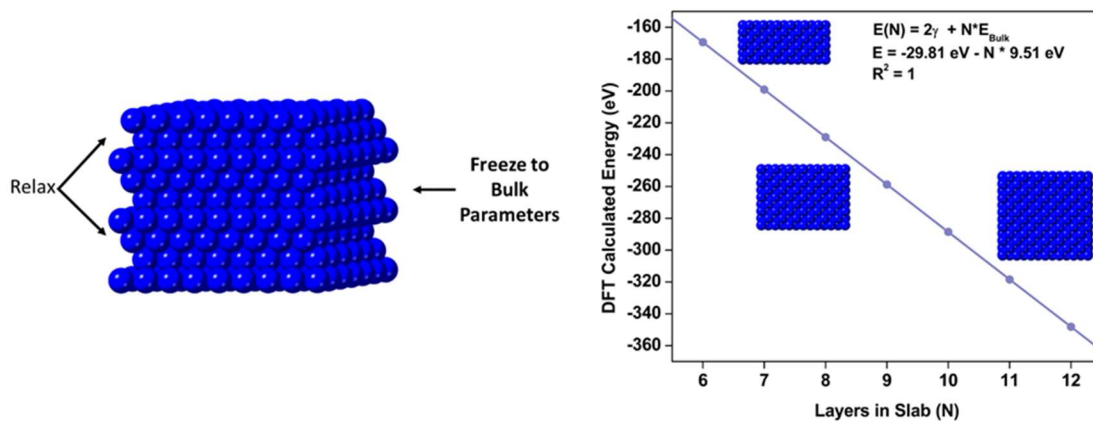 Relax
Freeze to
Bulk
Parameters
E(N) = 2γ + N*E_Bulk
E = -29.81 eV - N * 9.51 eV
R² = 1
DFT Calculated Energy (eV)
-160
-180
-200
-220
-240
-260
-280
-300
-320
-340
-360
6 7 8 9 10 11 12
Layers in Slab (N)